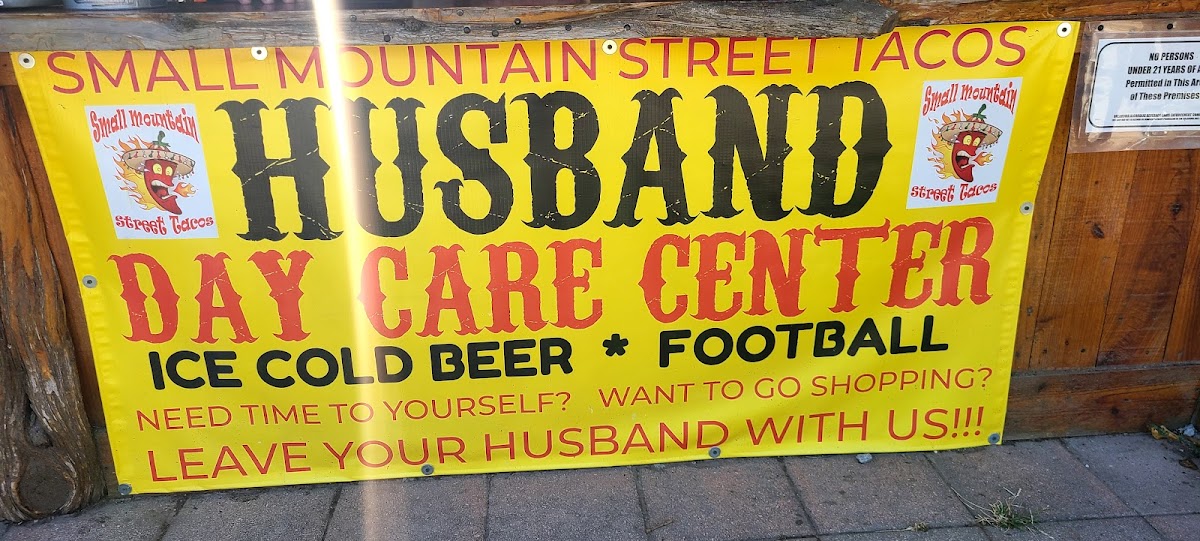 SMALL MOUNTAIN STREET TACOS
Small Mountain
Street Tacos
HUSBAND
Small Mountain
Street Tacos
DAY CARE CENTER
ICE COLD BEER * FOOTBALL
NEED TIME TO YOURSELF? WANT TO GO SHOPPING?
LEAVE YOUR HUSBAND WITH US!!!
NO PERSONS
UNDER 21 YEARS OF
Permitted in This
of These Premises